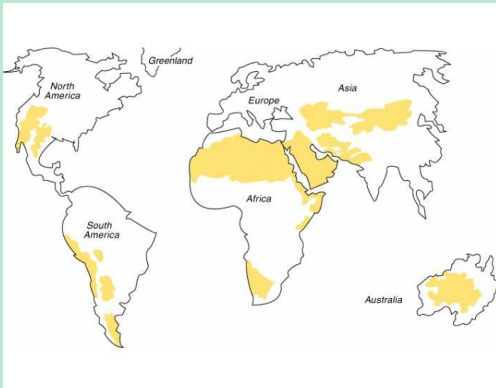 Greenland
North
America
Europe
Asia
Africa
South
America
Australia